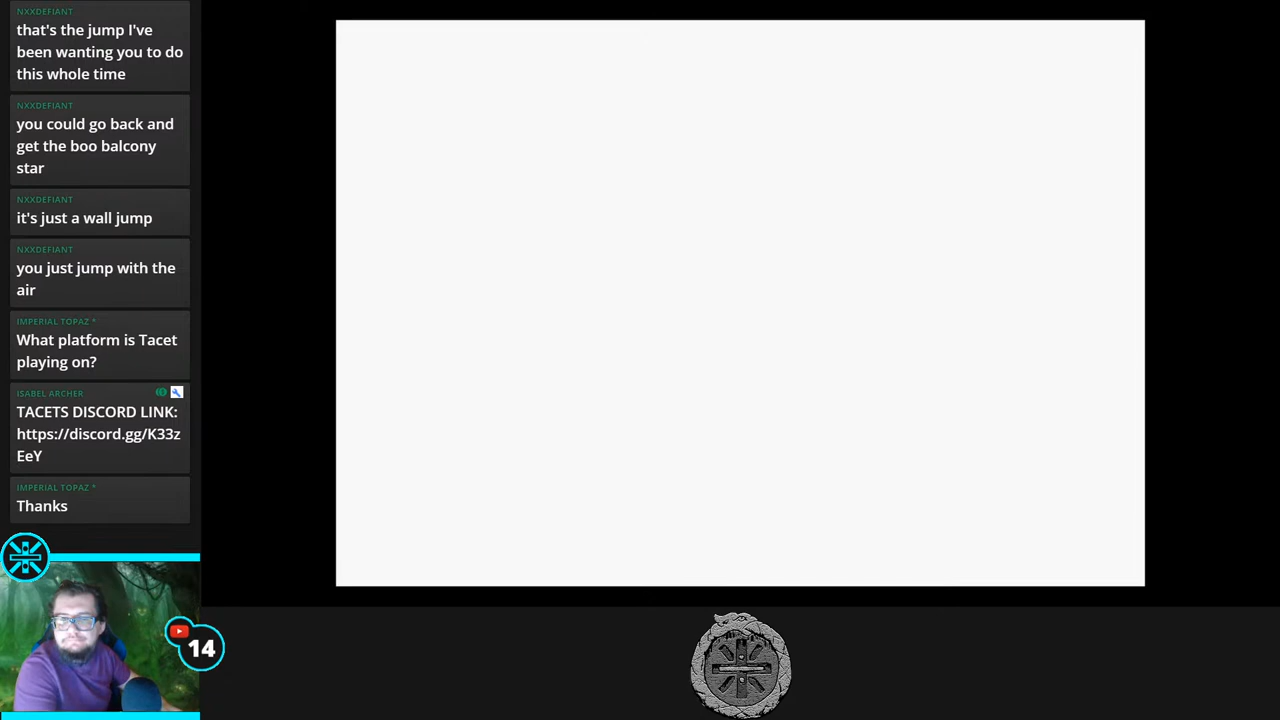 NXXDEFIANT
that's the jump I've
been wanting you to do
this whole time
NXXDEFIANT
you could go back and
get the boo balcony
star
NXXDEFIANT
it's just a wall jump
NXXDEFIANT
you just jump with the
air
IMPERIAL TOPAZ *
What platform is Tacet
playing on?
ISABEL ARCHER
TACETS DISCORD LINK:
https://discord.gg/K33z
EeY
IMPERIAL TOPAZ *
Thanks
14